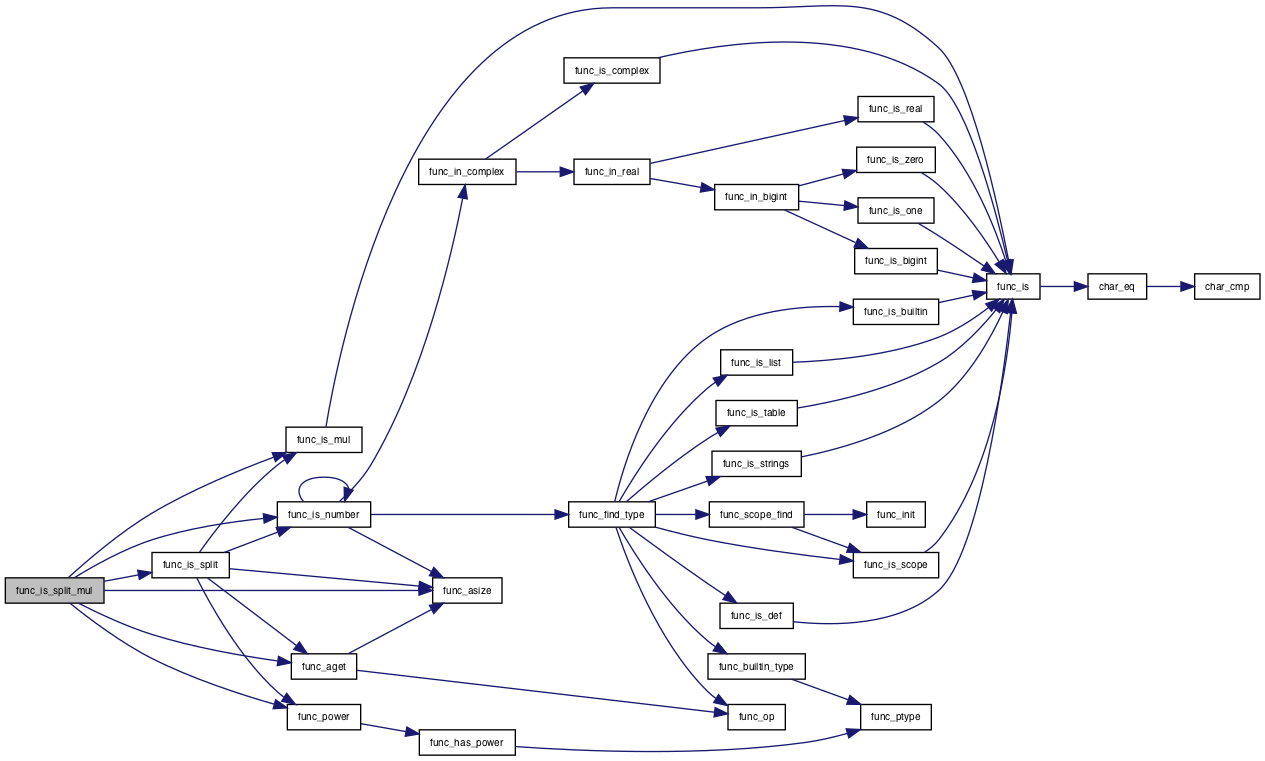 func_is_complex
func_is_real
func_is_zero
func_in_complex
func_in_real
func_in_bigint
func_is_one
func_is_bigint
func_is
char_eq
char_cmp
func_is_builtin
func_is_list
func_is_table
func_is_mul
func_is_strings
func_is_number
func_find_type
func_scope_find
func_init
func_is_split
func_is_scope
func_is_split_mul
func_asize
func_is_def
func_aget
func_builtin_type
func_power
func_op
func_ptype
func_has_power